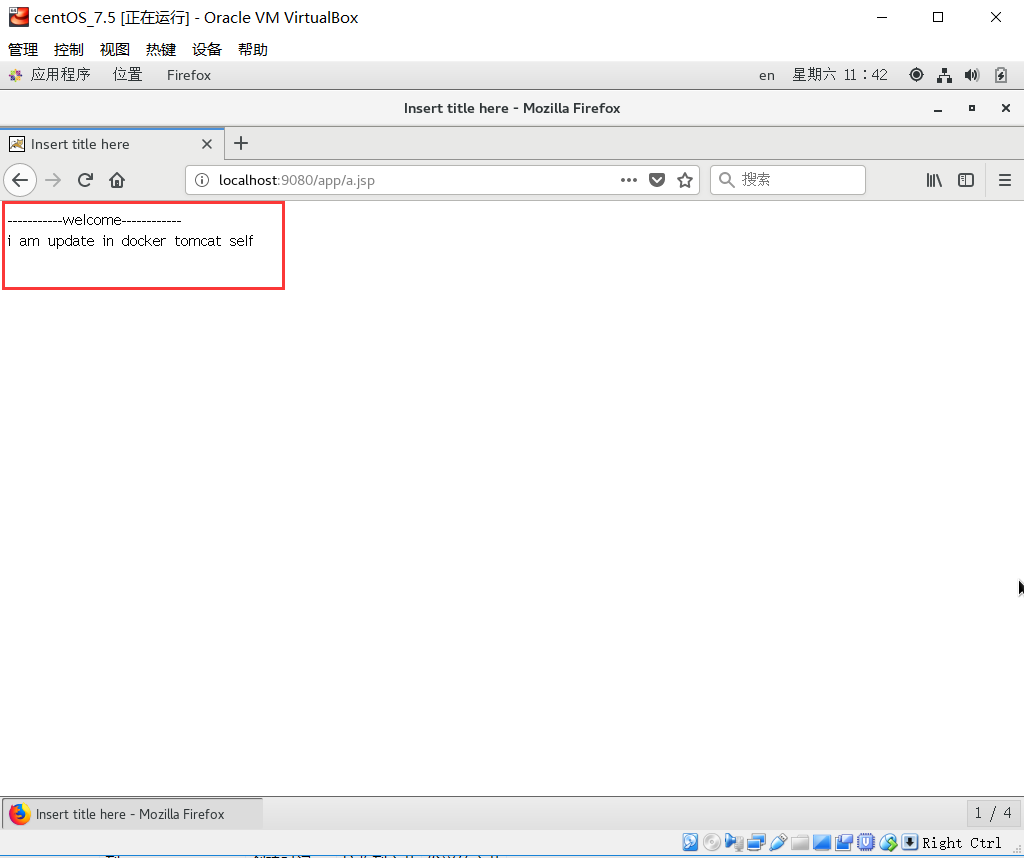 centOS_7.5 [正在运行] - Oracle VM VirtualBox
管理 控制 视图 热键 设备 帮助
应用程序 位置 Firefox en 星期六 11：42
Insert title here - Mozilla Firefox
Insert title here
localhost:9080/app/a.jsp 搜索
-----------welcome------------
i am update in docker tomcat self
Insert title here - Mozilla Firefox 1 / 4
Right Ctrl